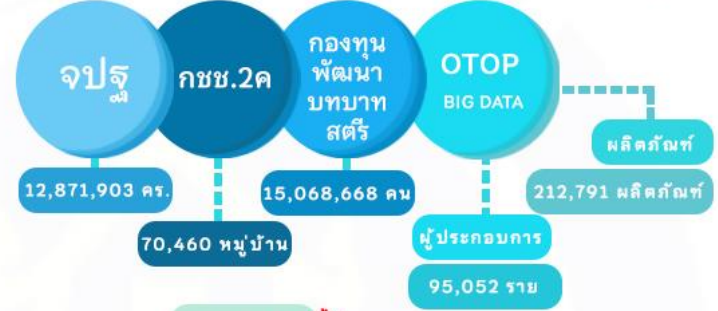 จปฐ
กชช.2ค
กองทุน
พัฒนา
บทบาท
สตรี
OTOP
BIG DATA
ผลิตภัณฑ์
12,871,903 คร.
15,068,668 คน
212,791 ผลิตภัณฑ์
70,460 หมู่บ้าน
ผู้ประกอบการ
95,052 ราย